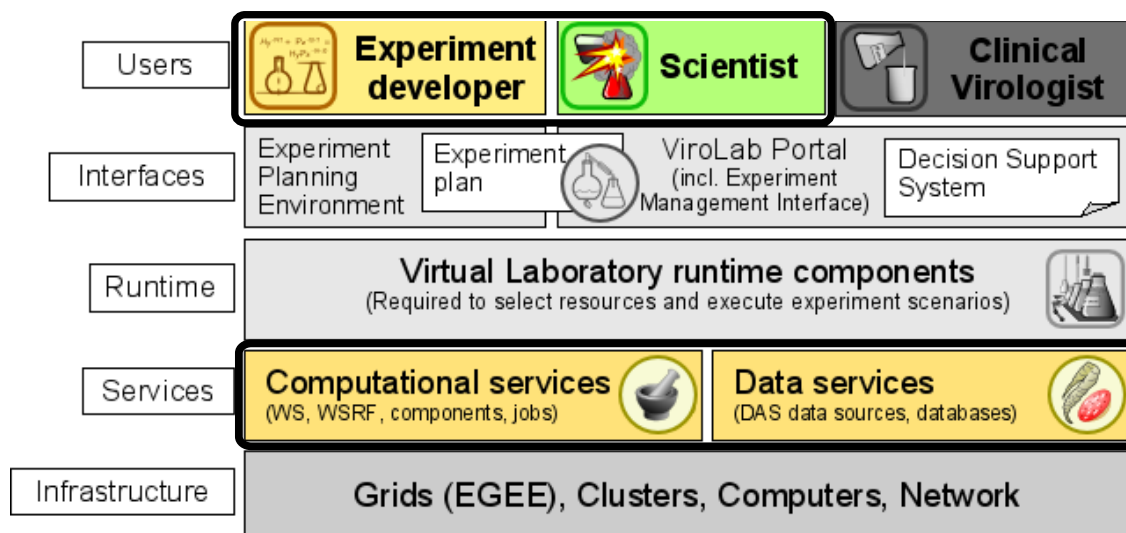 Users
Experiment
developer
Scientist
Clinical
Virologist
Interfaces
Experiment
Planning
Environment
Experiment
plan
ViroLab Portal
(incl. Experiment
Management Interface)
Decision Support
System
Runtime
Virtual Laboratory runtime components
(Required to select resources and execute experiment scenarios)
Services
Computational services
(WS, WSRF, components, jobs)
Data services
(DAS data sources, databases)
Infrastructure
Grids (EGEE), Clusters, Computers, Network